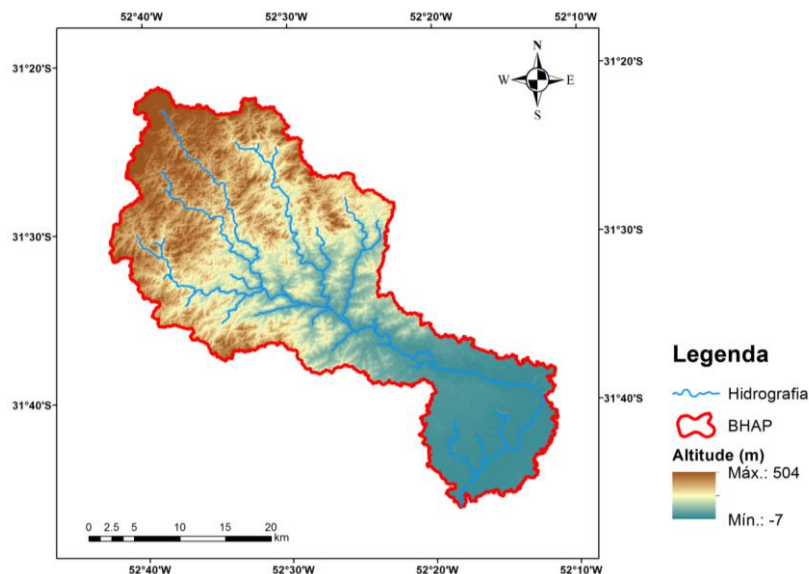 52°40'W 52°30'W 52°20'W 52°10'W
31°20'S 31°20'S
N
W E
S
31°30'S 31°30'S
31°40'S 31°40'S
0 2.5 5 10 15 20
km
52°40'W 52°30'W 52°20'W 52°10'W
Legenda
Hidrografia
BHAP
Altitude (m)
Máx.: 504
Mín.: -7